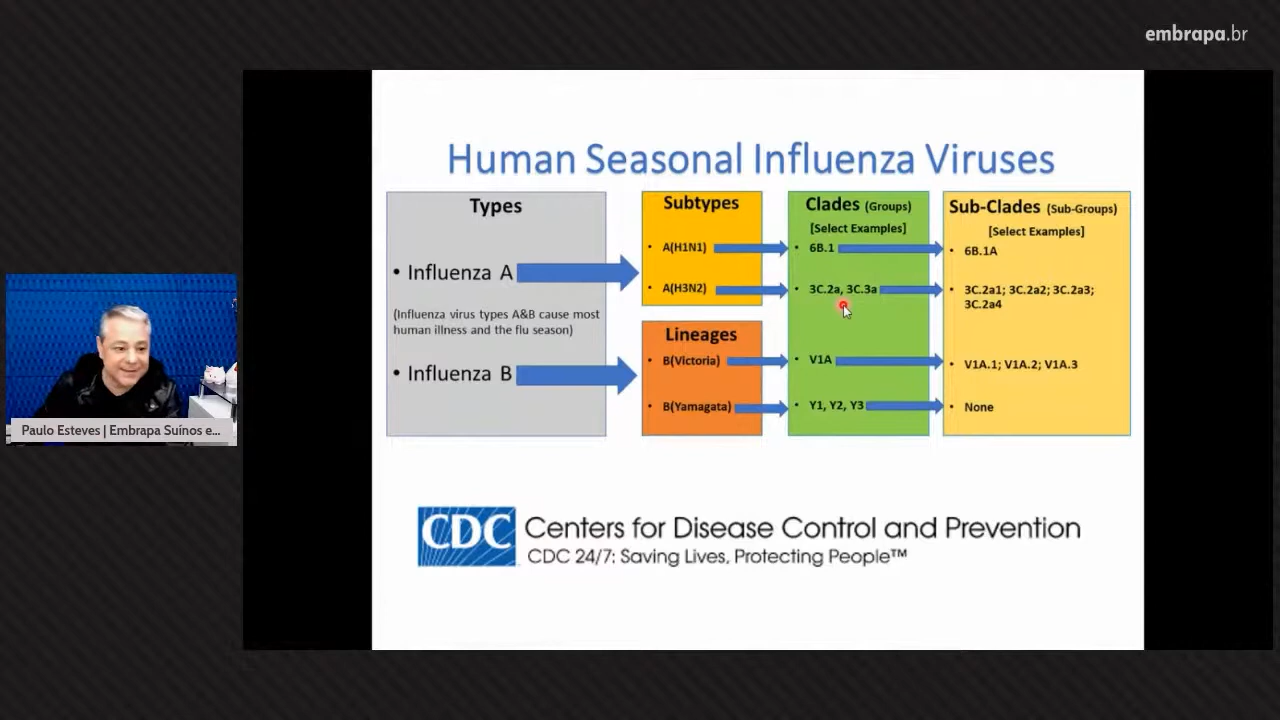 embrapa.br
Human Seasonal Influenza Viruses
Types
• Influenza A
(Influenza virus types A&B cause most
human illness and the flu season)
• Influenza B
Subtypes
• A(H1N1)
• A(H3N2)
Lineages
• B(Victoria)
• B(Yamagata)
Clades (Groups)
[Select Examples]
• 6B.1
• 3C.2a, 3C.3a
• V1A
• Y1, Y2, Y3
Sub-Clades (Sub-Groups)
[Select Examples]
• 6B.1A
• 3C.2a1; 3C.2a2; 3C.2a3;
3C.2a4
• V1A.1; V1A.2; V1A.3
• None
Paulo Esteves | Embrapa Suínos e...
CDC
Centers for Disease Control and Prevention
CDC 24/7: Saving Lives, Protecting People™